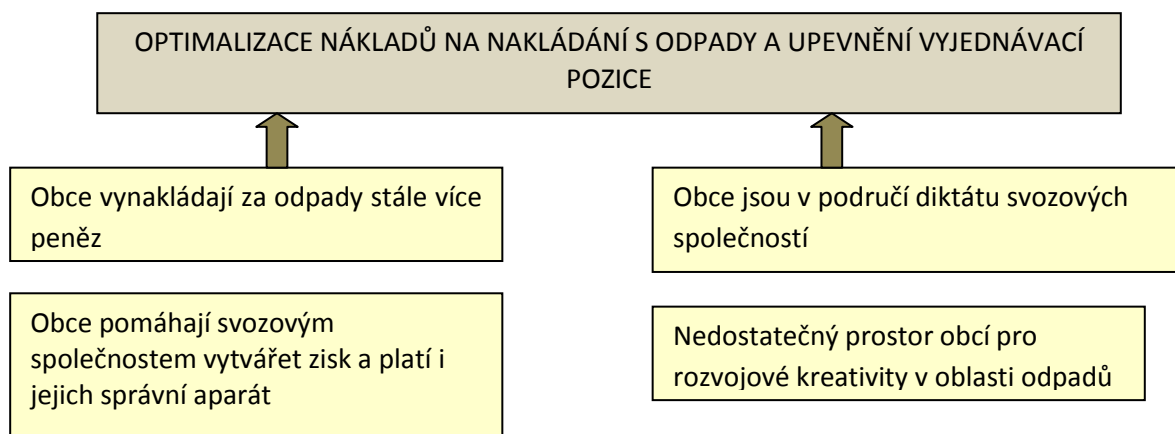 OPTIMALIZACE NÁKLADŮ NA NAKLÁDÁNÍ S ODPADY A UPEVNĚNÍ VYJEDNÁVACÍ
POZICE
Obce vynakládají za odpady stále více
peněz
Obce pomáhají svozovým
společnostem vytvářet zisk a platí i
jejich správní aparát
Obce jsou v područí diktátu svozových
společností
Nedostatečný prostor obcí pro
rozvojové kreativity v oblasti odpadů